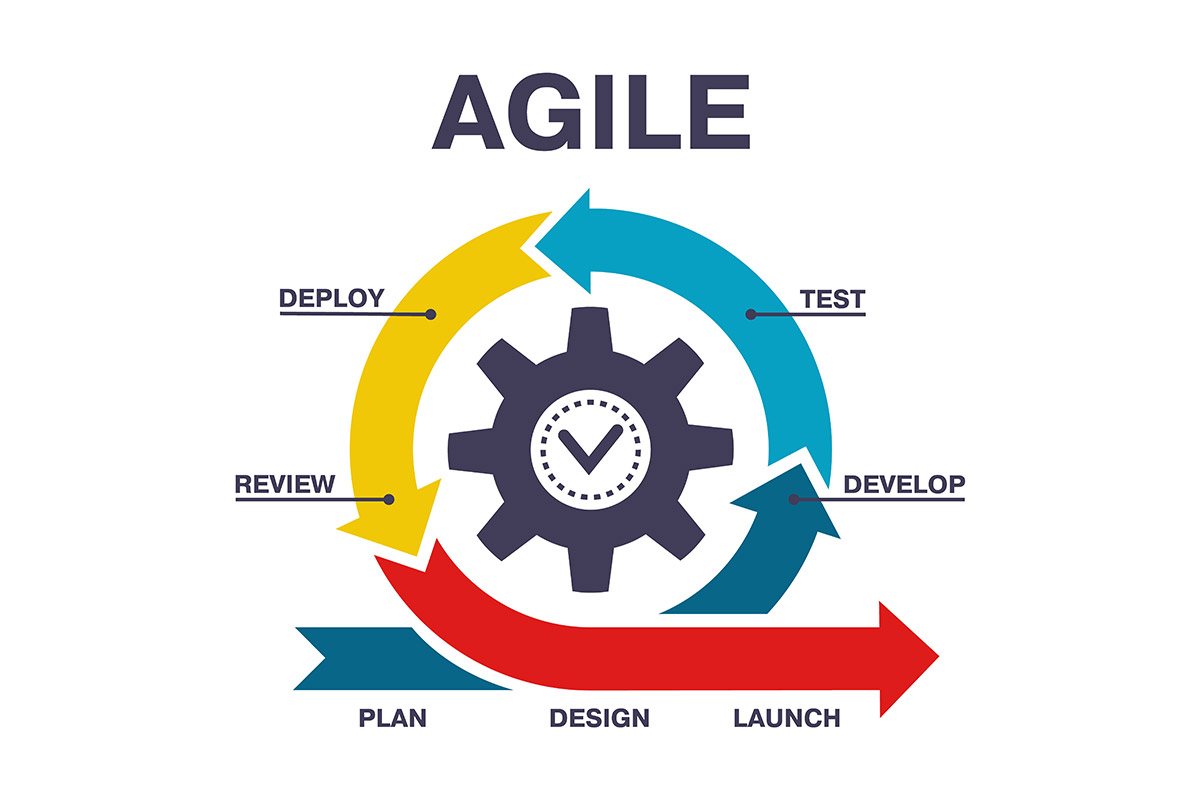 AGILE
DEPLOY
TEST
REVIEW
DEVELOP
PLAN
DESIGN
LAUNCH